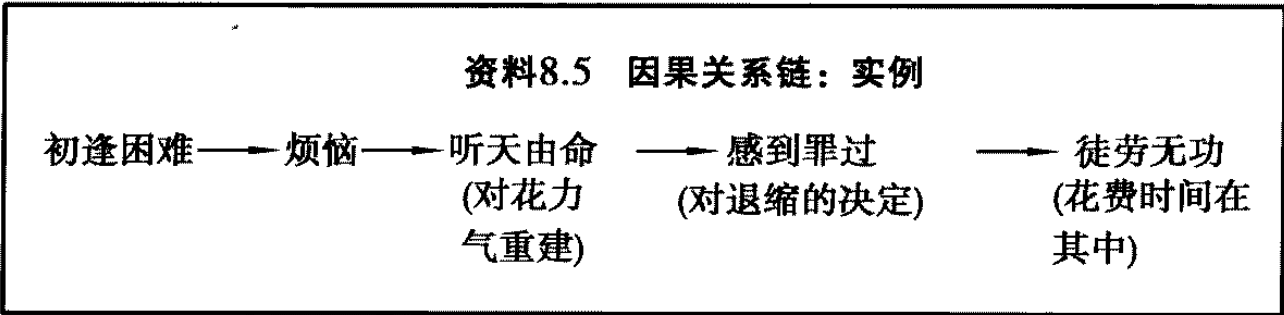 资料8.5 因果关系链：实例
初逢困难→烦恼→听天由命→感到罪过→徒劳无功
(对花力 (对退缩的决定) (花费时间在
气重建) 其中)